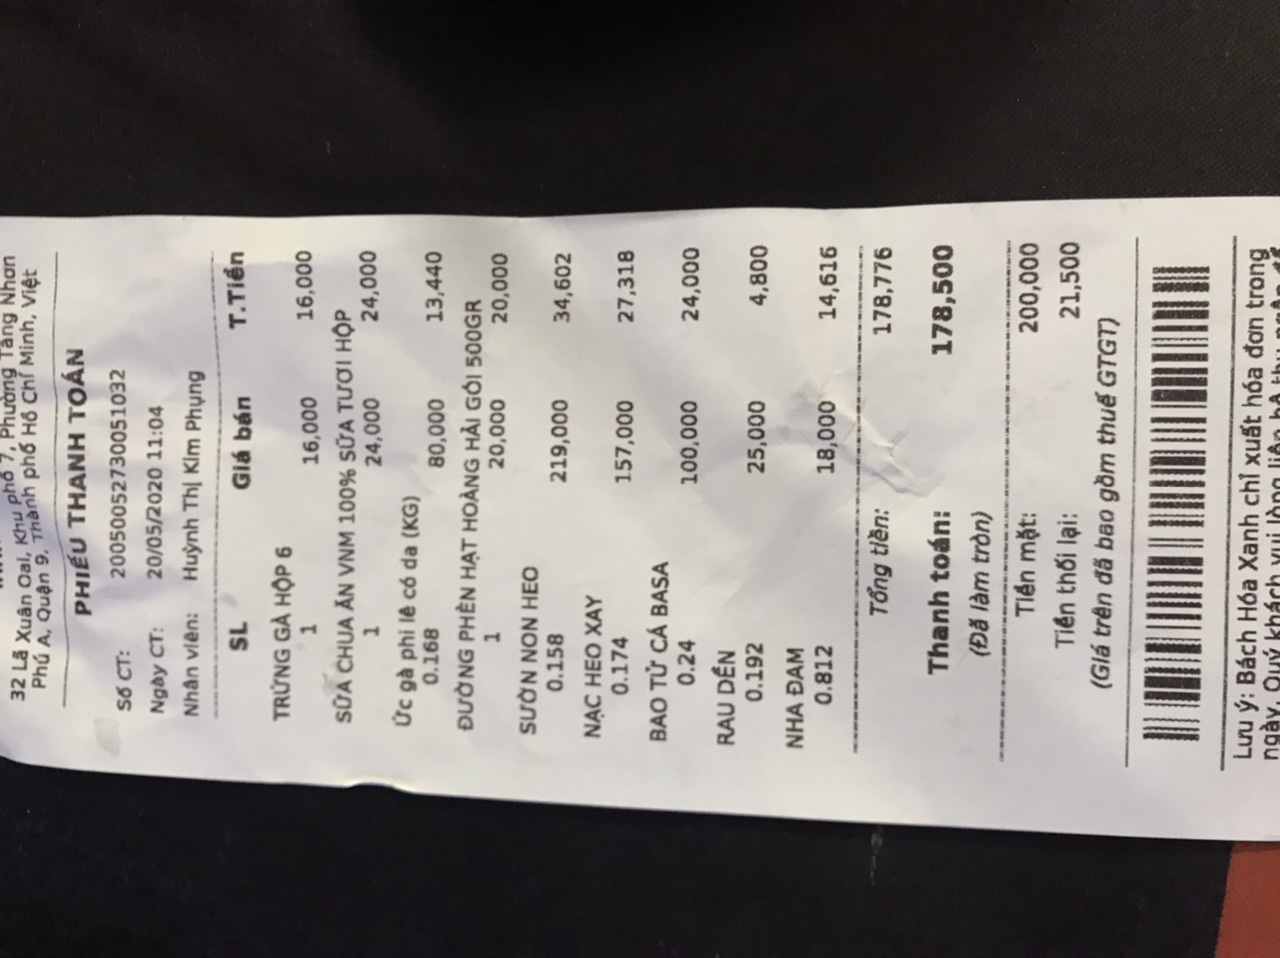 32 Lã Xuân Oai, Khu phố 7, Phường Tăng Nhơn
Phú A, Quận 9, Thành phố Hồ Chí Minh, Việt
PHIẾU THANH TOÁN
Số CT: 20050052730051032
Ngày CT: 20/05/2020 11:04
Nhân viên: Huỳnh Thị Kim Phụng
SL Giá bán T.Tiền
TRỨNG GÀ HỘP 6
1 16,000 16,000
SỮA CHUA ĂN VNM 100% SỮA TƯƠI HỘP
1 24,000 24,000
Ức gà phi lê có da (KG)
0.168 80,000 13,440
ĐƯỜNG PHÈN HẠT HOÀNG HẢI GÓI 500GR
1 20,000 20,000
SƯỜN NON HEO
0.158 219,000 34,602
NẠC HEO XAY
0.174 157,000 27,318
BAO TỬ CÁ BASA
0.24 100,000 24,000
RAU DỀN
0.192 25,000 4,800
NHA ĐAM
0.812 18,000 14,616
Tổng tiền: 178,776
Thanh toán: 178,500
(Đã làm tròn)
Tiền mặt: 200,000
Tiền thối lại: 21,500
(Giá trên đã bao gồm thuế GTGT)
Lưu ý: Bách Hóa Xanh chỉ xuất hóa đơn trong
ngày. Quý khách vui lòng liên hệ thu ngân để